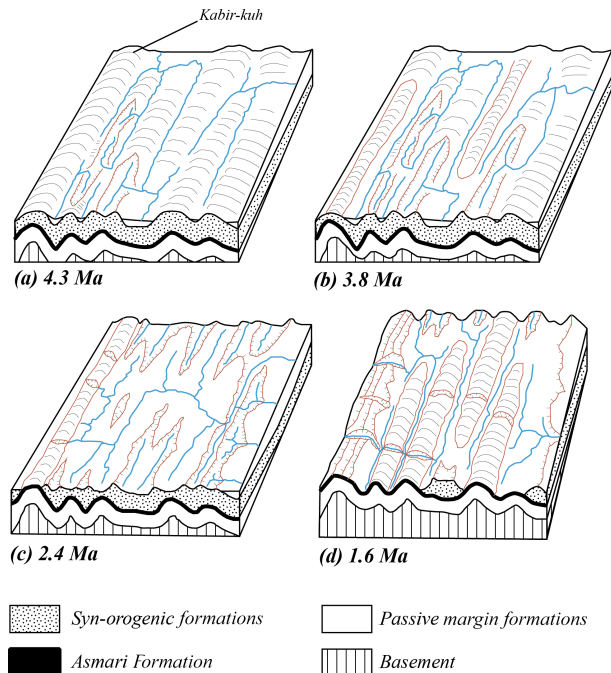 Kabir-kuh
(a) 4.3 Ma
(b) 3.8 Ma
(c) 2.4 Ma
(d) 1.6 Ma
Syn-orogenic formations
Passive margin formations
Asmari Formation
Basement